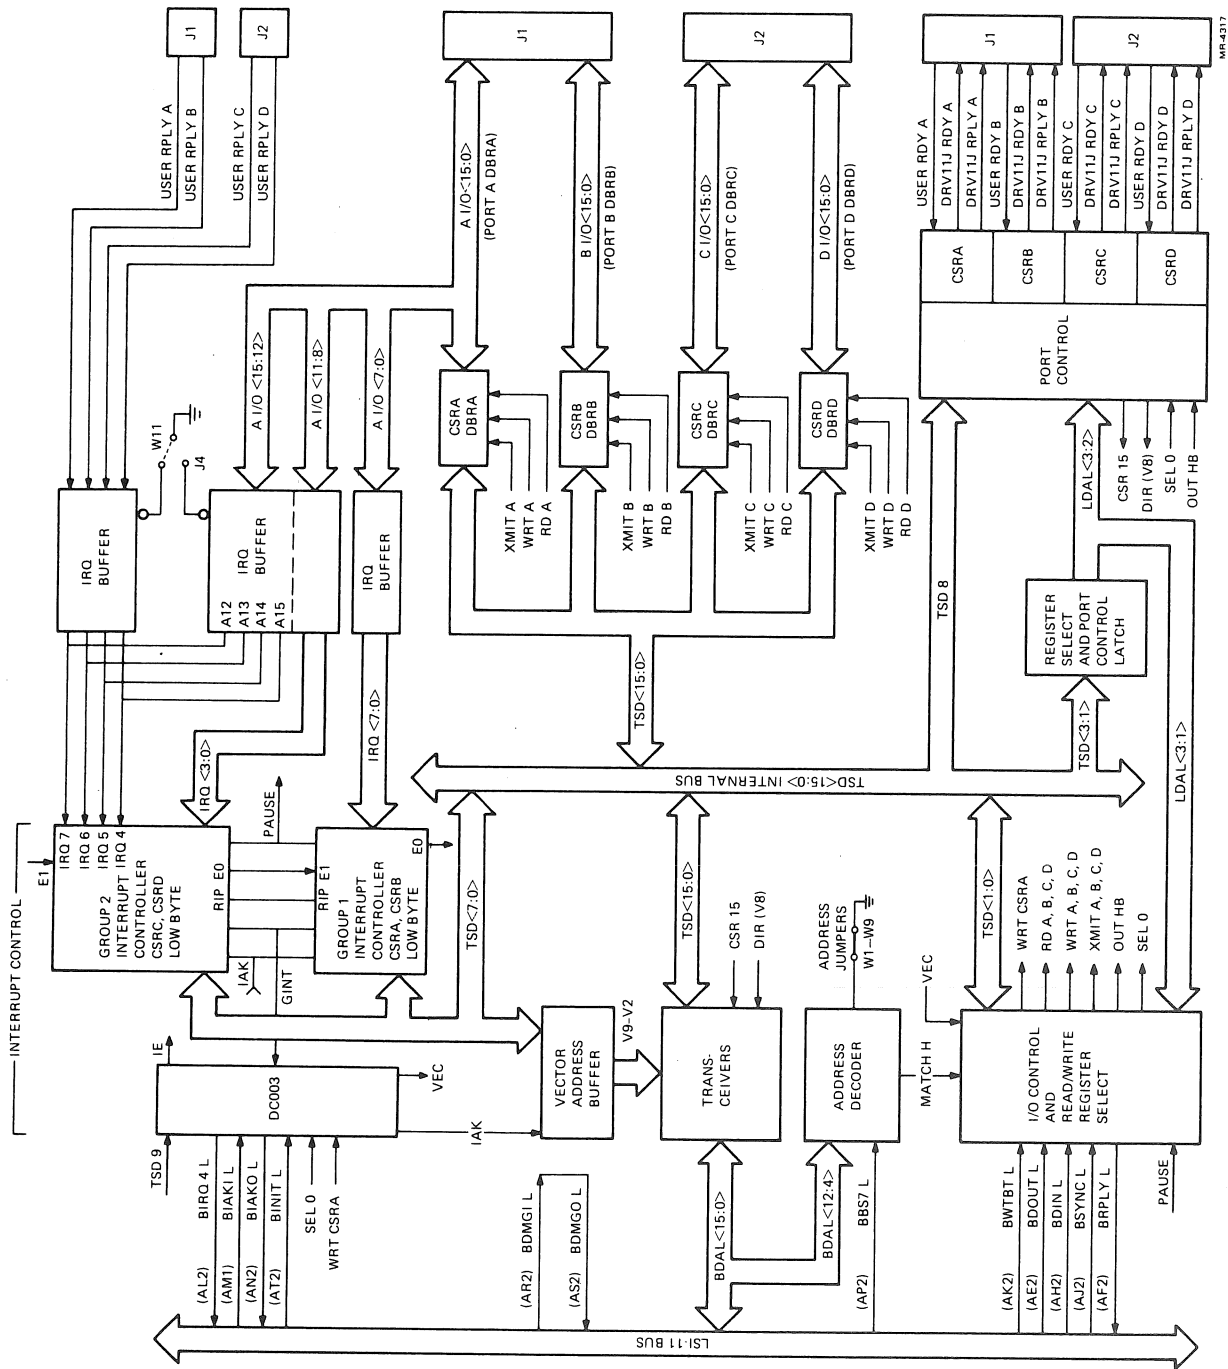 INTERRUPT CONTROL
LSI-11 BUS
(AL2) BIRQ 4 L
(AM1) BIAKI L
(AN2) BIAKO L
(AT2) BINIT L
SEL 0
WRT CSRA
TSD 9
DC003
IE
VEC
IAK
GINT
IAK
E1
IRQ 7
IRQ 6
IRQ 5
IRQ 4
GROUP 2
INTERRUPT
CONTROLLER
CSRC, CSRD
LOW BYTE
RIP E0
PAUSE
RIP E1
GROUP 1
INTERRUPT
CONTROLLER
CSRA, CSRB
LOW BYTE
E0
IRQ <3:0>
IRQ <7:0>
IRQ
BUFFER
A12
A13
A14
A15
IRQ
BUFFER
IRQ
BUFFER
W11
J4
A I/O <15:12>
A I/O <11:8>
A I/O <7:0>
USER RPLY A
USER RPLY B
USER RPLY C
USER RPLY D
J1
J2
(AR2) BDMGI L
(AS2) BDMGO L
VECTOR
ADDRESS
BUFFER
V9-V2
TSD<7:0>
BDAL<15:0>
TRANS-
CEIVERS
CSR 15
DIR (V8)
TSD<15:0>
BDAL<12:4>
(AP2) BBS7 L
ADDRESS
DECODER
ADDRESS
JUMPERS
W1-W9
MATCH H
VEC
TSD<15:0> INTERNAL BUS
TSD<15:0>
CSRA
DBRA
XMIT A
WRT A
RD A
A I/O<15:0>
(PORT A DBRA)
CSRB
DBRB
XMIT B
WRT B
RD B
B I/O<15:0>
(PORT B DBRB)
J1
CSRC
DBRC
XMIT C
WRT C
RD C
C I/O<15:0>
(PORT C DBRC)
CSRD
DBRD
XMIT D
WRT D
RD D
D I/O<15:0>
(PORT D DBRD)
J2
(AK2) BWTBT L
(AE2) BDOUT L
(AH2) BDIN L
(AJ2) BSYNC L
(AF2) BRPLY L
PAUSE
I/O CONTROL
AND
READ/WRITE
REGISTER
SELECT
TSD<1:0>
WRT CSRA
RD A, B, C, D
WRT A, B, C, D
XMIT A, B, C, D
OUT HB
SEL 0
TSD 8
TSD<3:1>
REGISTER
SELECT
AND PORT
CONTROL
LATCH
LDAL<3:1>
LDAL<3:2>
CSR 15
DIR (V8)
SEL 0
OUT HB
PORT
CONTROL
CSRA
CSRB
CSRC
CSRD
USER RDY A
DRV11J RDY A
DRV11J RPLY A
USER RDY B
DRV11J RDY B
DRV11J RPLY B
USER RDY C
DRV11J RDY C
DRV11J RPLY C
USER RDY D
DRV11J RDY D
DRV11J RPLY D
J1
J2
MR-4317